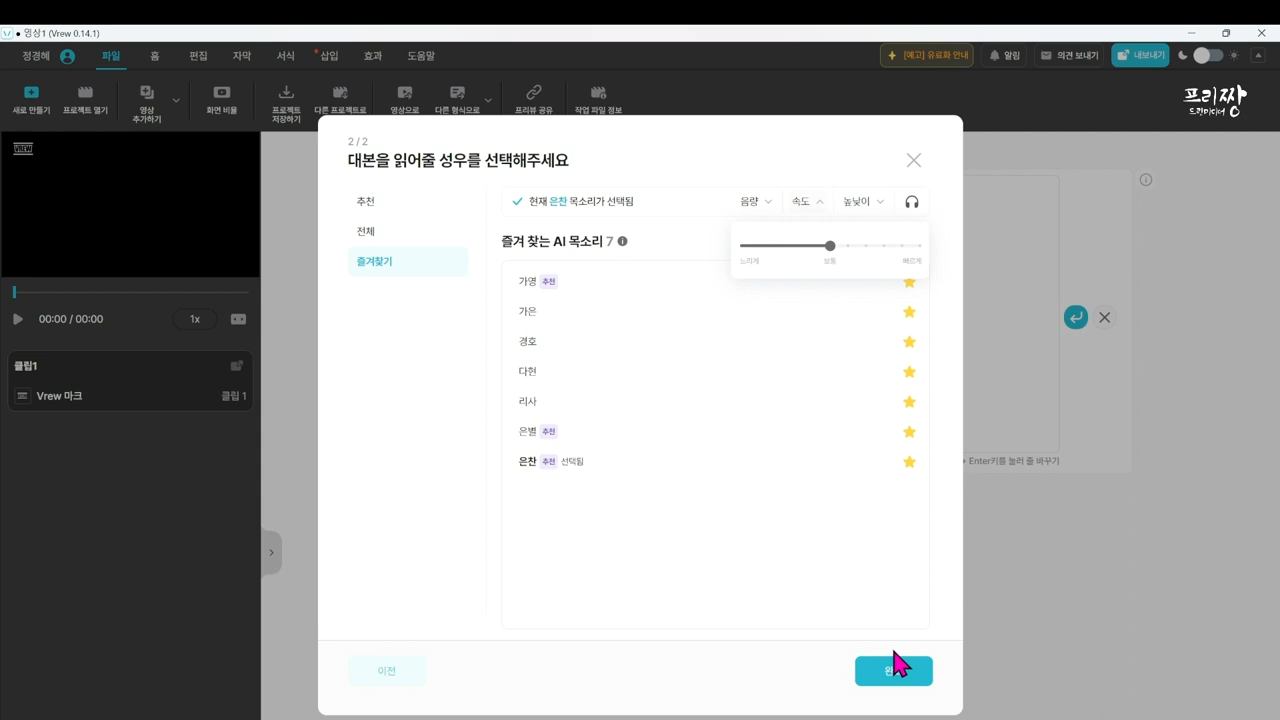 영상1 (Vrew 0.14.1)
정경혜 파일 홈 편집 자막 서식 삽입 효과 도움말 [예고] 유료화 안내 알림 의견 보내기 내보내기
새로 만들기 프로젝트 열기 영상 추가하기 화면 비율 프로젝트 저장하기 다른 프로젝트로 영상으로 다른 형식으로 프리뷰 공유 작업 파일 정보
프리짱
드런미디어
VREW
2 / 2
대본을 읽어줄 성우를 선택해주세요
추천
전체
즐겨찾기
현재 은찬 목소리가 선택됨 음량 속도 높낮이
느리게 보통 빠르게
즐겨 찾는 AI 목소리 7
가영 추천
가은
경호
다현
리사
은별 추천
은찬 추천 선택됨
00:00 / 00:00 1x
클립1
Vrew 마크 클립 1
Enter키를 눌러 줄 바꾸기
이전